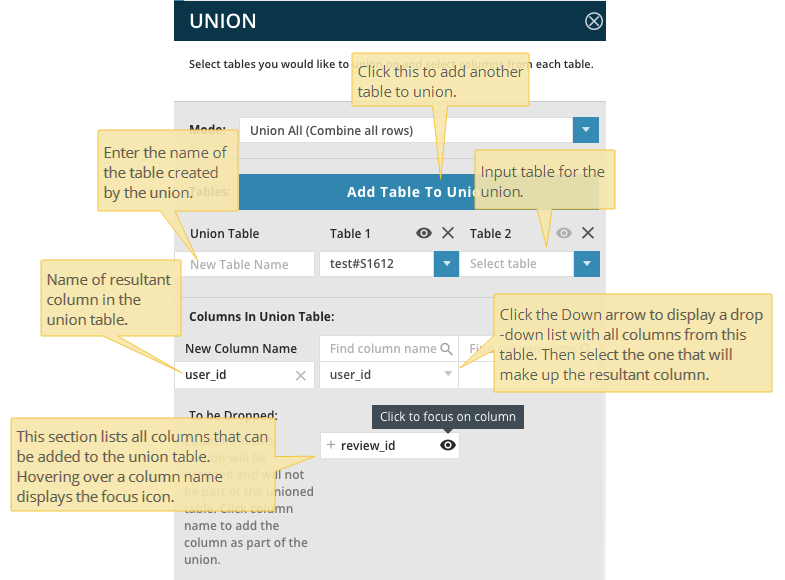 UNION
Select tables you would like to union on and select columns from each table.
Click this to add another
table to union.
Mode:
Union All (Combine all rows)
Enter the name of
the table created
by the union.
Input table for the
union.
Tables:
Add Table To Union
Union Table
Table 1
Table 2
New Table Name
test#S1612
Select table
Name of resultant
column in the
union table.
Columns In Union Table:
Click the Down arrow to display a drop
-down list with all columns from this
table. Then select the one that will
make up the resultant column.
New Column Name
Find column name
Fin
user_id
user_id
To be Dropped:
Click to focus on column
This section lists all columns that can
be added to the union table.
Hovering over a column name
displays the focus icon.
+ review_id
will be
and will not
be part of the unioned
table. Click column
name to add the
column as part of the
union.